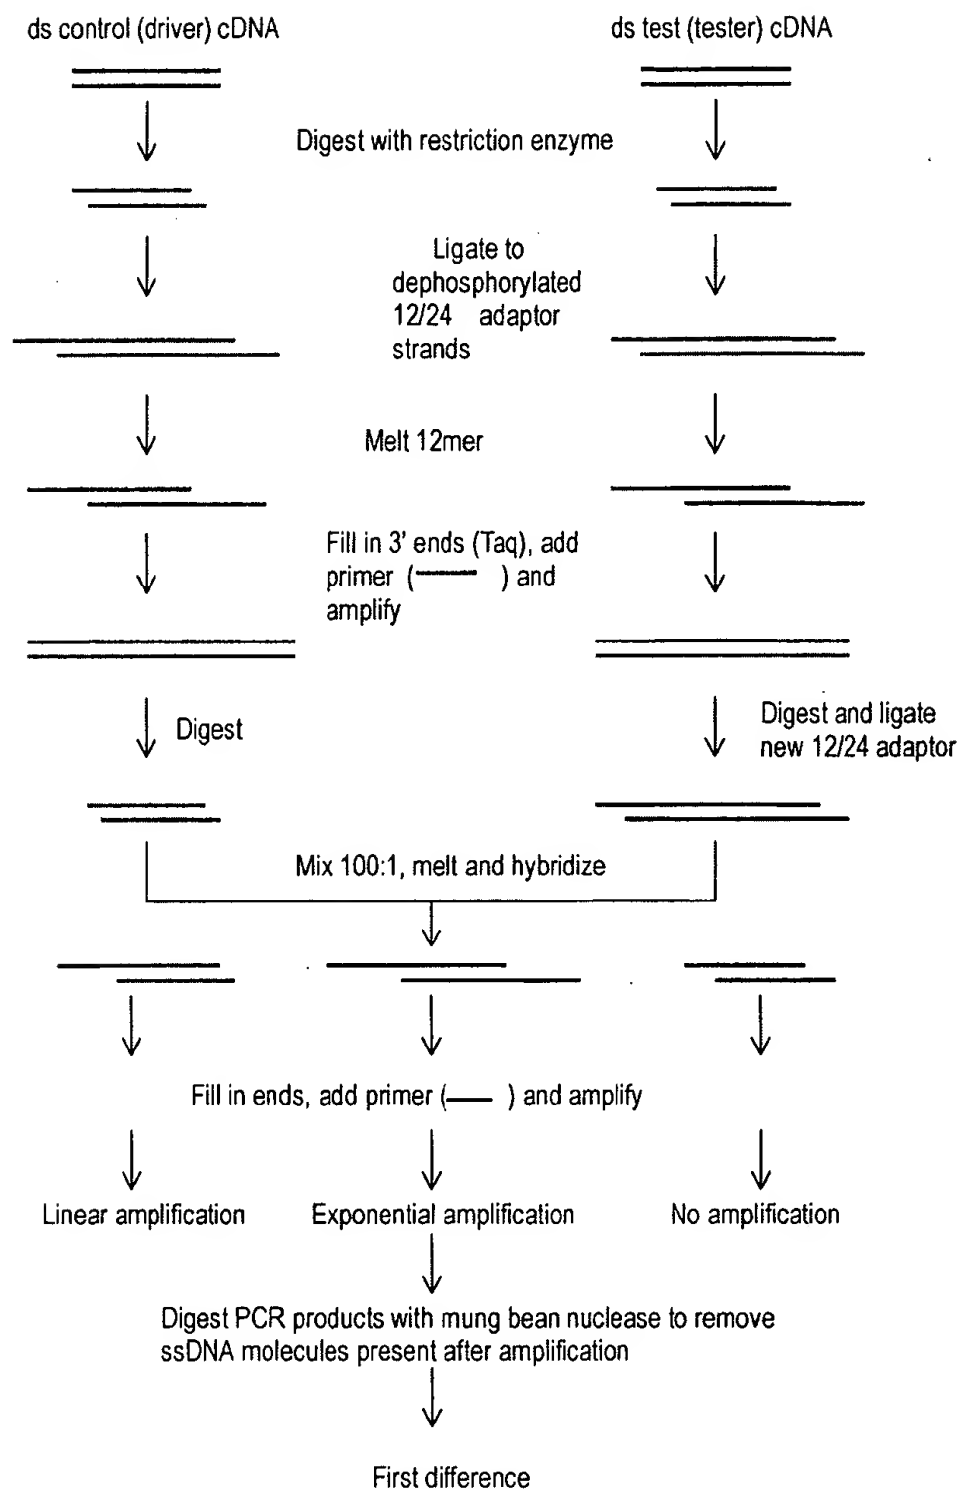 ds control (driver) cDNA
ds test (tester) cDNA
Digest with restriction enzyme
Ligate to
dephosphorylated
12/24 adaptor
strands
Melt 12mer
Fill in 3' ends (Taq), add
primer ( ) and
amplify
Digest
Digest and ligate
new 12/24 adaptor
Mix 100:1, melt and hybridize
Fill in ends, add primer ( ) and amplify
Linear amplification
Exponential amplification
No amplification
Digest PCR products with mung bean nuclease to remove
ssDNA molecules present after amplification
First difference